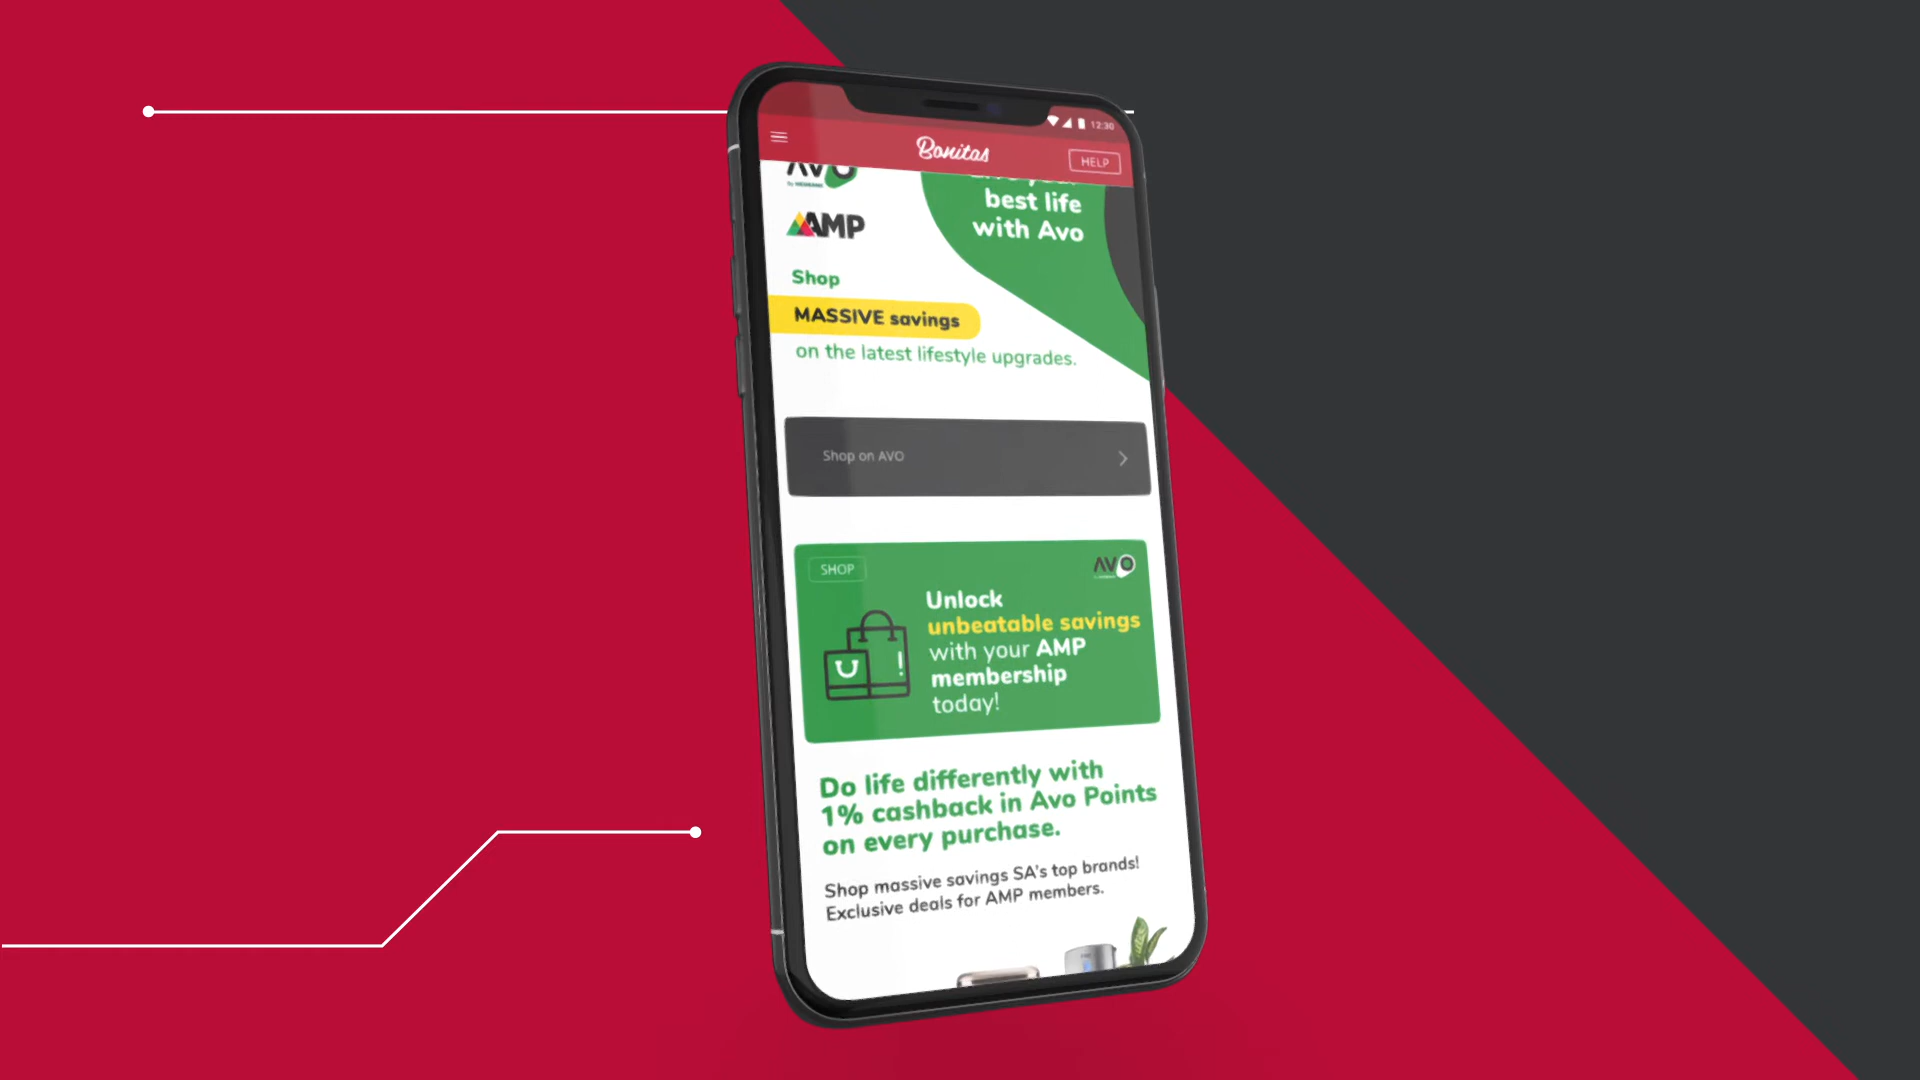 12:30
Bonitas
HELP
AVO
best life
with Avo
AMP
Shop
MASSIVE savings
on the latest lifestyle upgrades.
Shop on AVO
SHOP
AVO
Unlock
unbeatable savings
with your AMP
membership
today!
Do life differently with
1% cashback in Avo Points
on every purchase.
Shop massive savings SA's top brands!
Exclusive deals for AMP members.